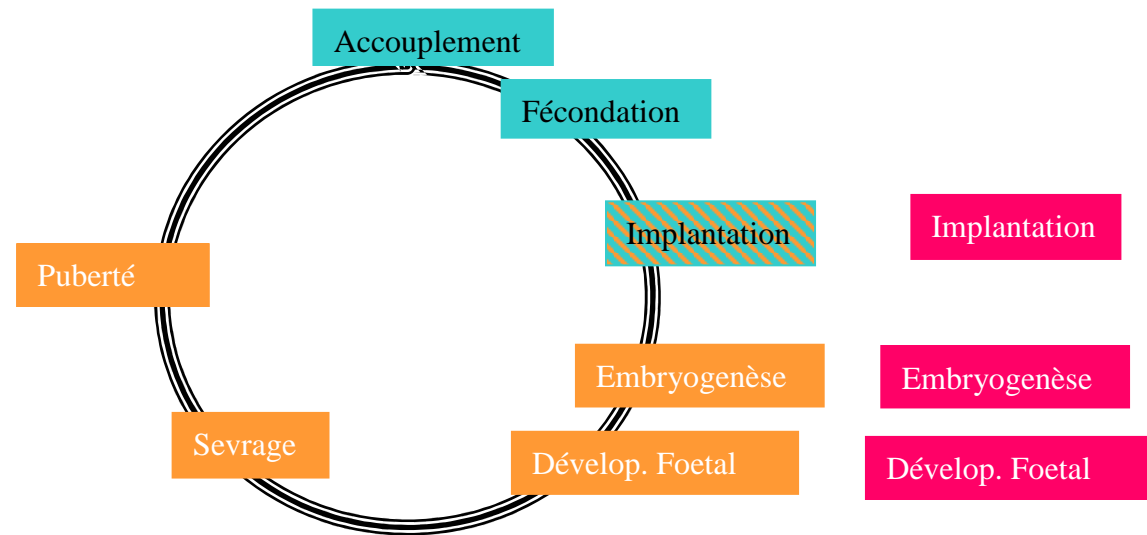 Accouplement
Fécondation
Implantation
Implantation
Puberté
Embryogenèse
Embryogenèse
Sevrage
Dévelop. Foetal
Dévelop. Foetal